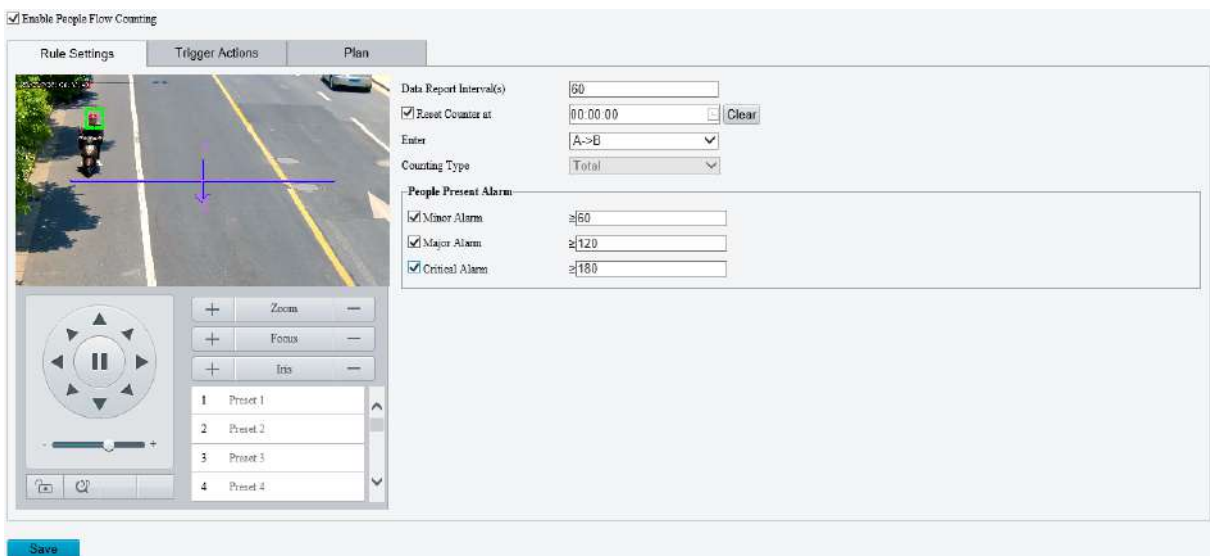 Enable People Flow Counting
Rule Settings Trigger Actions Plan
Data Report Interval(s) 60
Reset Counter at 00:00:00 Clear
Enter A->B
Counting Type Total
People Present Alarm
Minor Alarm ≥60
Major Alarm ≥120
Critical Alarm ≥180
+ Zoom −
+ Focus −
+ Iris −
1 Preset 1
2 Preset 2
3 Preset 3
4 Preset 4
- +
Save